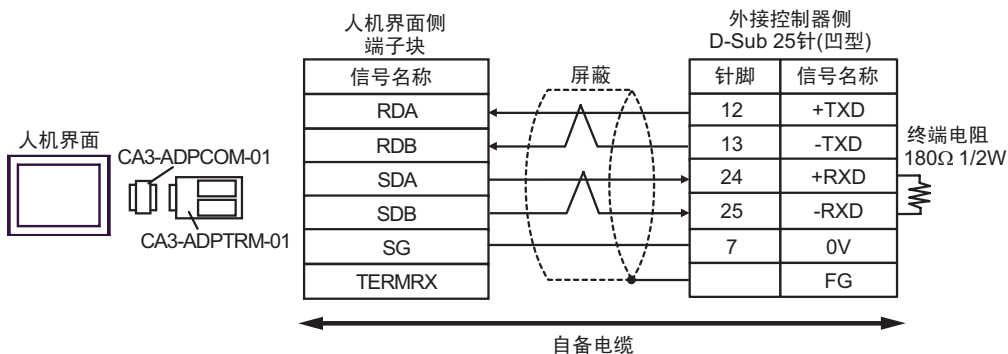 人机界面侧
端子块
外接控制器侧
D-Sub 25针(凹型)
信号名称
屏蔽
针脚 信号名称
RDA 12 +TXD
RDB 13 -TXD
SDA 24 +RXD
SDB 25 -RXD
SG 7 0V
TERMRX FG
人机界面
CA3-ADPCOM-01
CA3-ADPTRM-01
终端电阻
180Ω 1/2W
自备电缆